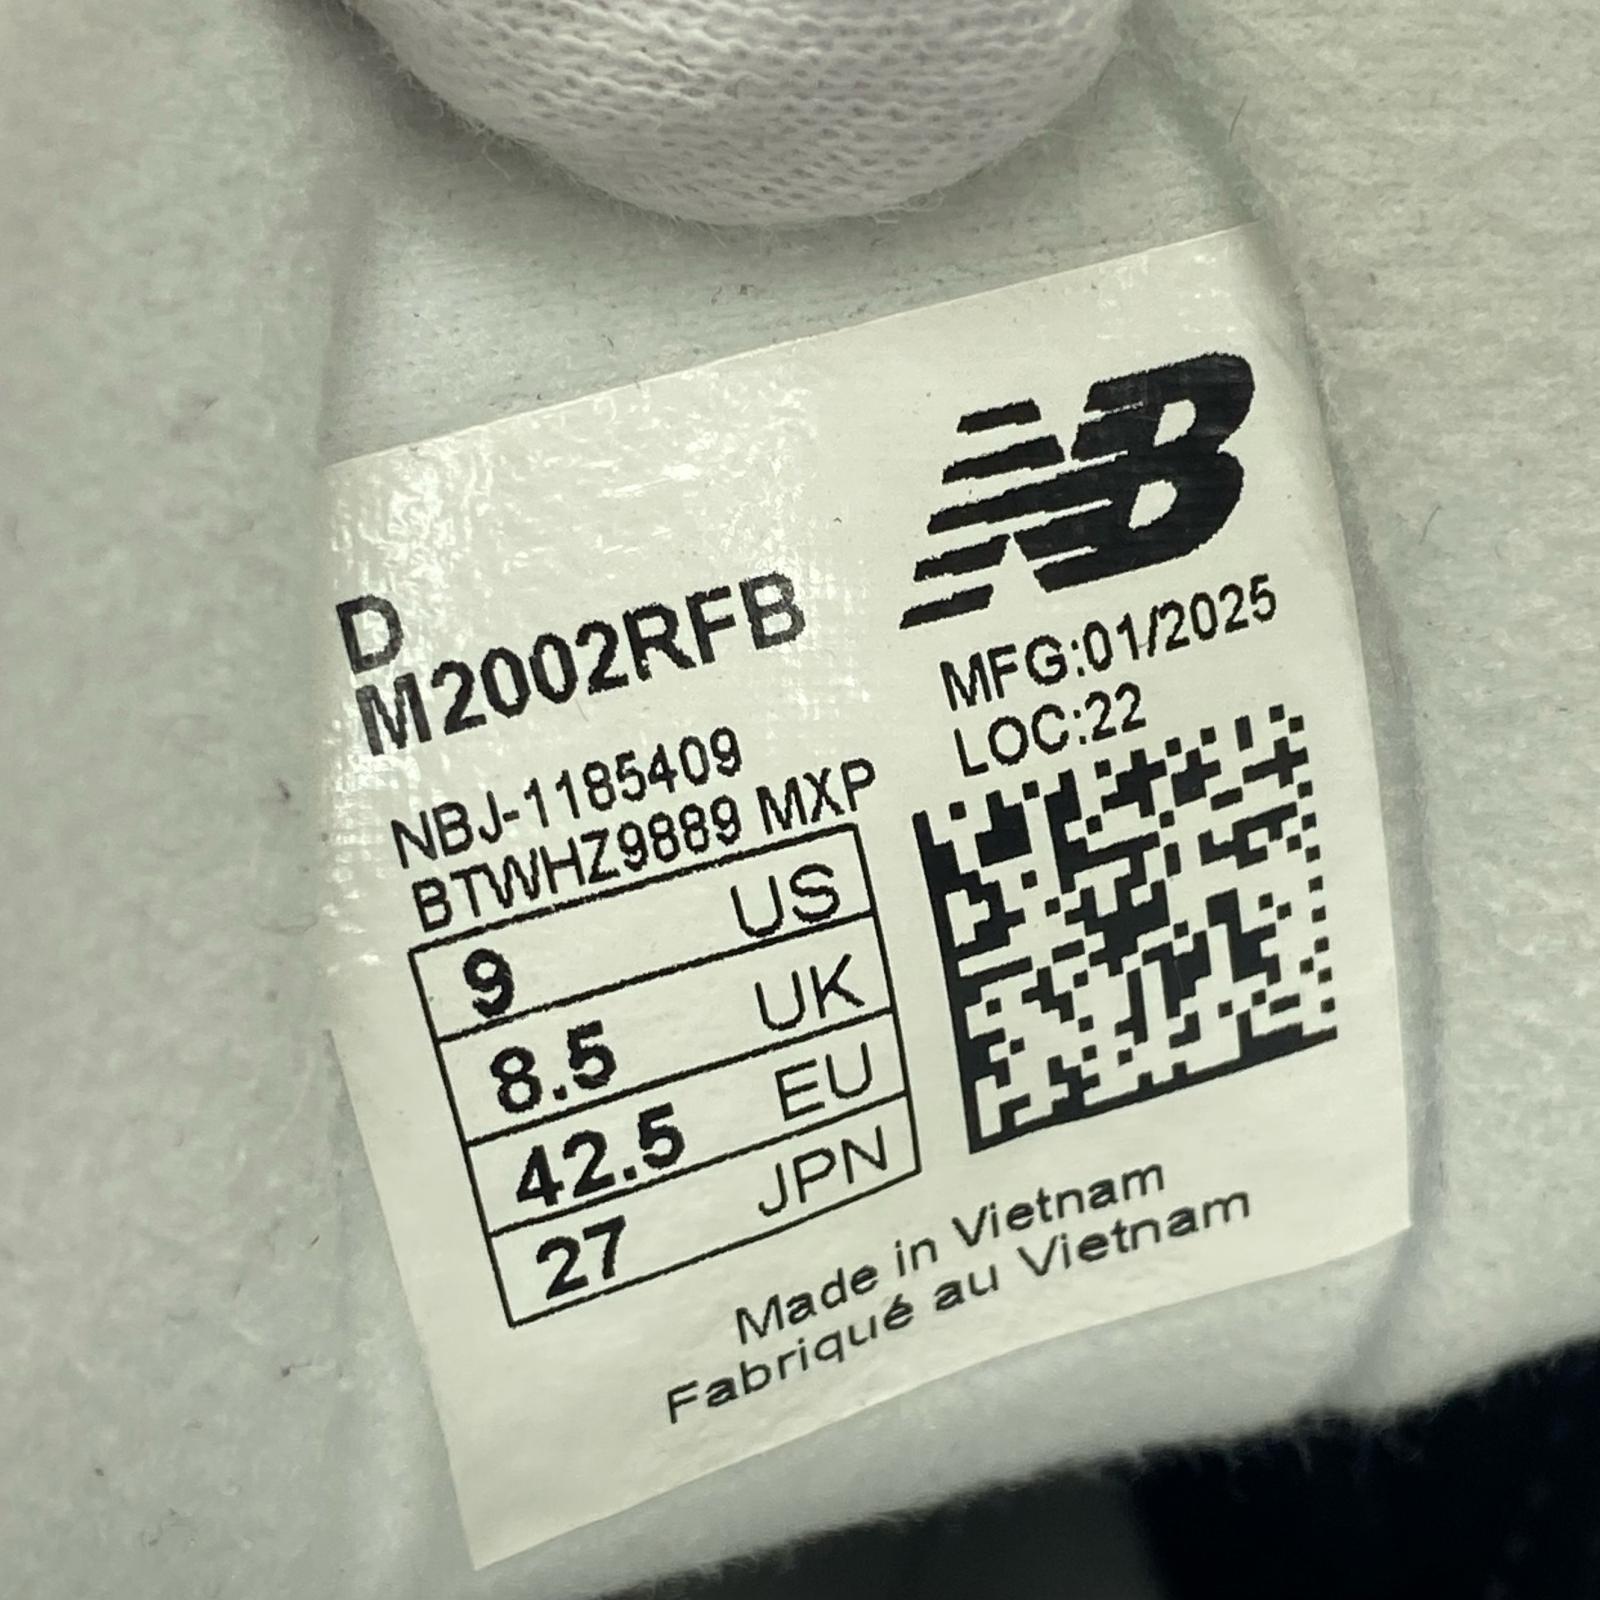 NB
D
M2002RFB
MFG:01/2025
LOC:22
NBJ-1185409
BTWHZ9889 MXP
9 US
8.5 UK
42.5 EU
27 JPN
Made in Vietnam
Fabriqué au Vietnam